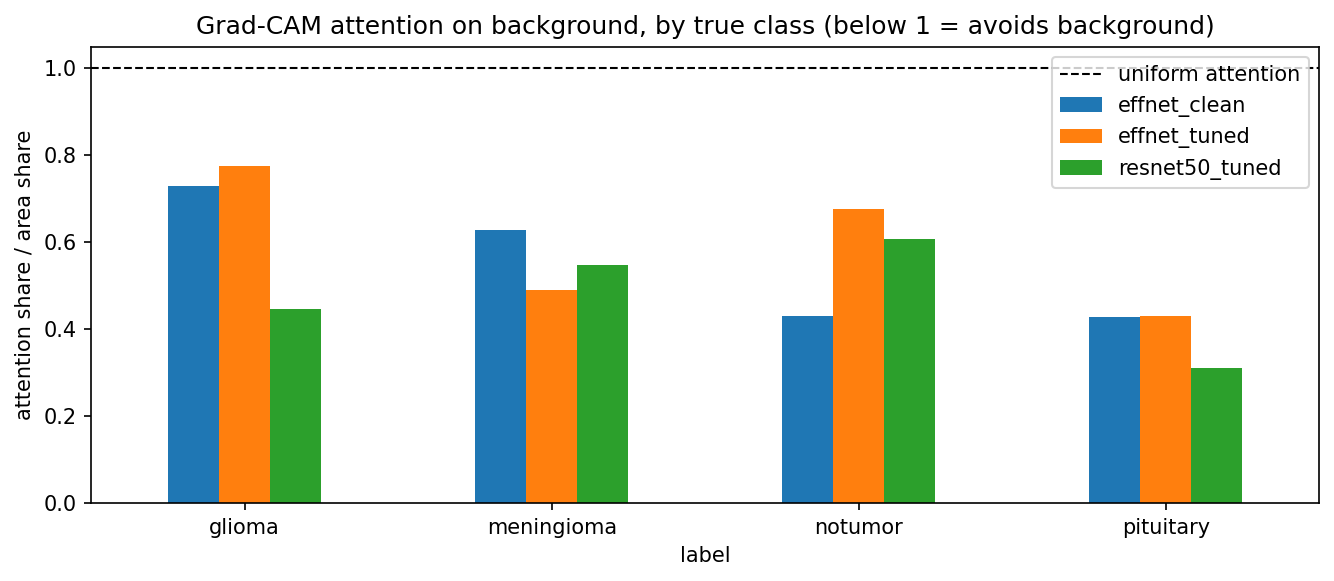 Grad-CAM attention on background, by true class (below 1 = avoids background)
attention share / area share
1.0
0.8
0.6
0.4
0.2
0.0
uniform attention
effnet_clean
effnet_tuned
resnet50_tuned
glioma
meningioma
notumor
pituitary
label